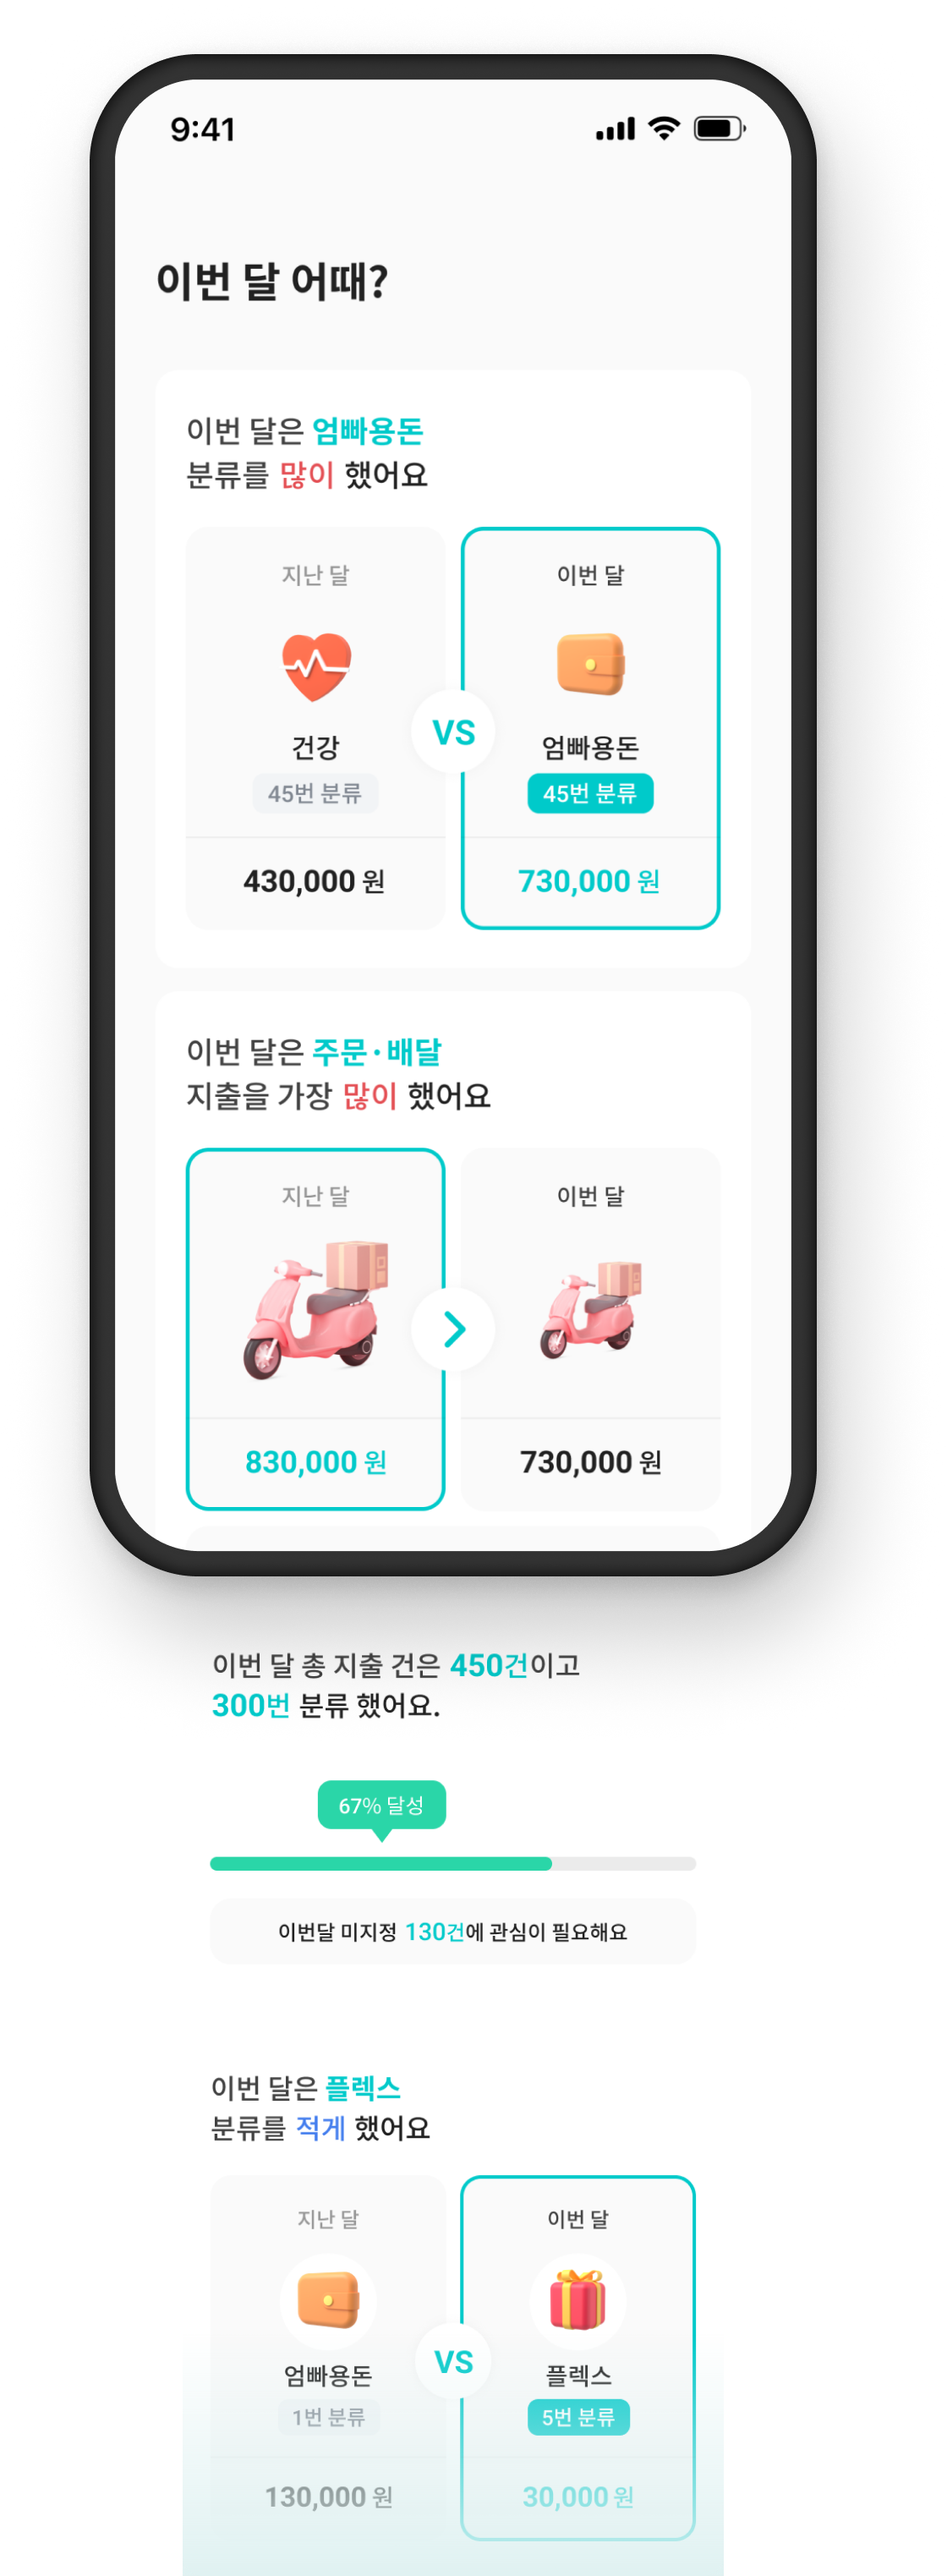 9:41
이번 달 어때?
이번 달은 엄빠용돈
분류를 많이 했어요
지난 달
이번 달
VS
건강
엄빠용돈
45번 분류
45번 분류
430,000 원
730,000 원
이번 달은 주문·배달
지출을 가장 많이 했어요
지난 달
이번 달
830,000 원
730,000 원
이번 달 총 지출 건은 450건이고
300번 분류 했어요.
67% 달성
이번달 미지정 130건에 관심이 필요해요
이번 달은 플렉스
분류를 적게 했어요
지난 달
이번 달
VS
엄빠용돈
플렉스
1번 분류
5번 분류
130,000 원
30,000 원